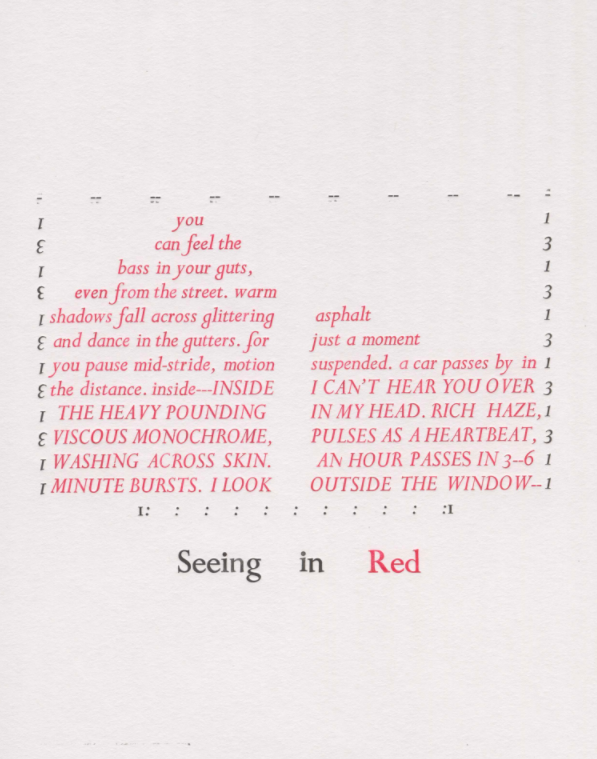 -- -- -- -- -- -- -- -- -- --
I you 1
Ɛ can feel the 3
I bass in your guts, 1
Ɛ even from the street. warm 3
I shadows fall across glittering asphalt 1
Ɛ and dance in the gutters. for just a moment 3
I you pause mid-stride, motion suspended. a car passes by in 1
Ɛ the distance. inside---INSIDE I CAN'T HEAR YOU OVER 3
I THE HEAVY POUNDING IN MY HEAD. RICH HAZE, 1
Ɛ VISCOUS MONOCHROME, PULSES AS A HEARTBEAT, 3
I WASHING ACROSS SKIN. AN HOUR PASSES IN 3--6 1
I MINUTE BURSTS. I LOOK OUTSIDE THE WINDOW-- 1
I: : : : : : : : : : :I
Seeing in Red